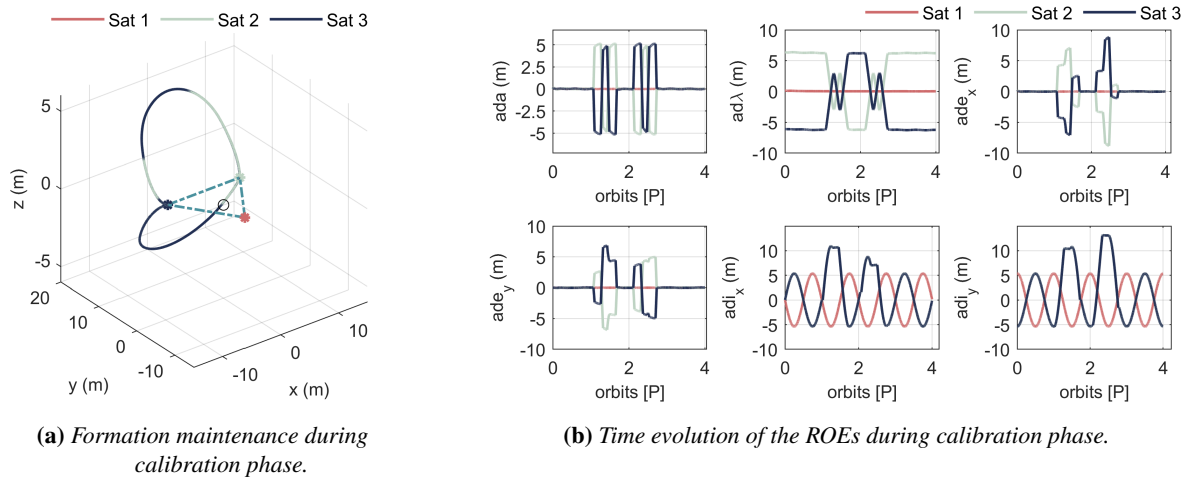 Sat 1 Sat 2 Sat 3
5
0
-5
z (m)
20
10
0
-10
y (m)
-10
0
10
x (m)
(a) Formation maintenance during
calibration phase.
Sat 1 Sat 2 Sat 3
ada (m)
5
2.5
0
-2.5
-5
0 2 4
orbits [P]
adλ (m)
10
5
0
-5
-10
0 2 4
orbits [P]
adeₓ (m)
10
5
0
-5
-10
0 2 4
orbits [P]
ade_y (m)
10
5
0
-5
-10
0 2 4
orbits [P]
adiₓ (m)
10
5
0
-5
-10
0 2 4
orbits [P]
adi_y (m)
10
5
0
-5
-10
0 2 4
orbits [P]
(b) Time evolution of the ROEs during calibration phase.